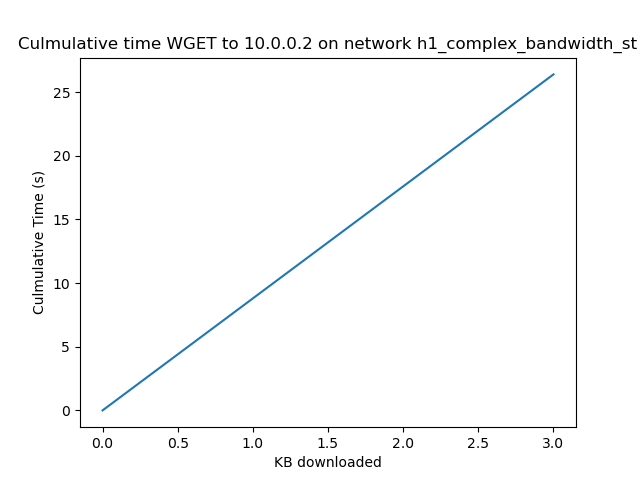 Culmulative time WGET to 10.0.0.2 on network h1_complex_bandwidth_st
25
20
15
10
5
0
Culmulative Time (s)
0.0 0.5 1.0 1.5 2.0 2.5 3.0
KB downloaded